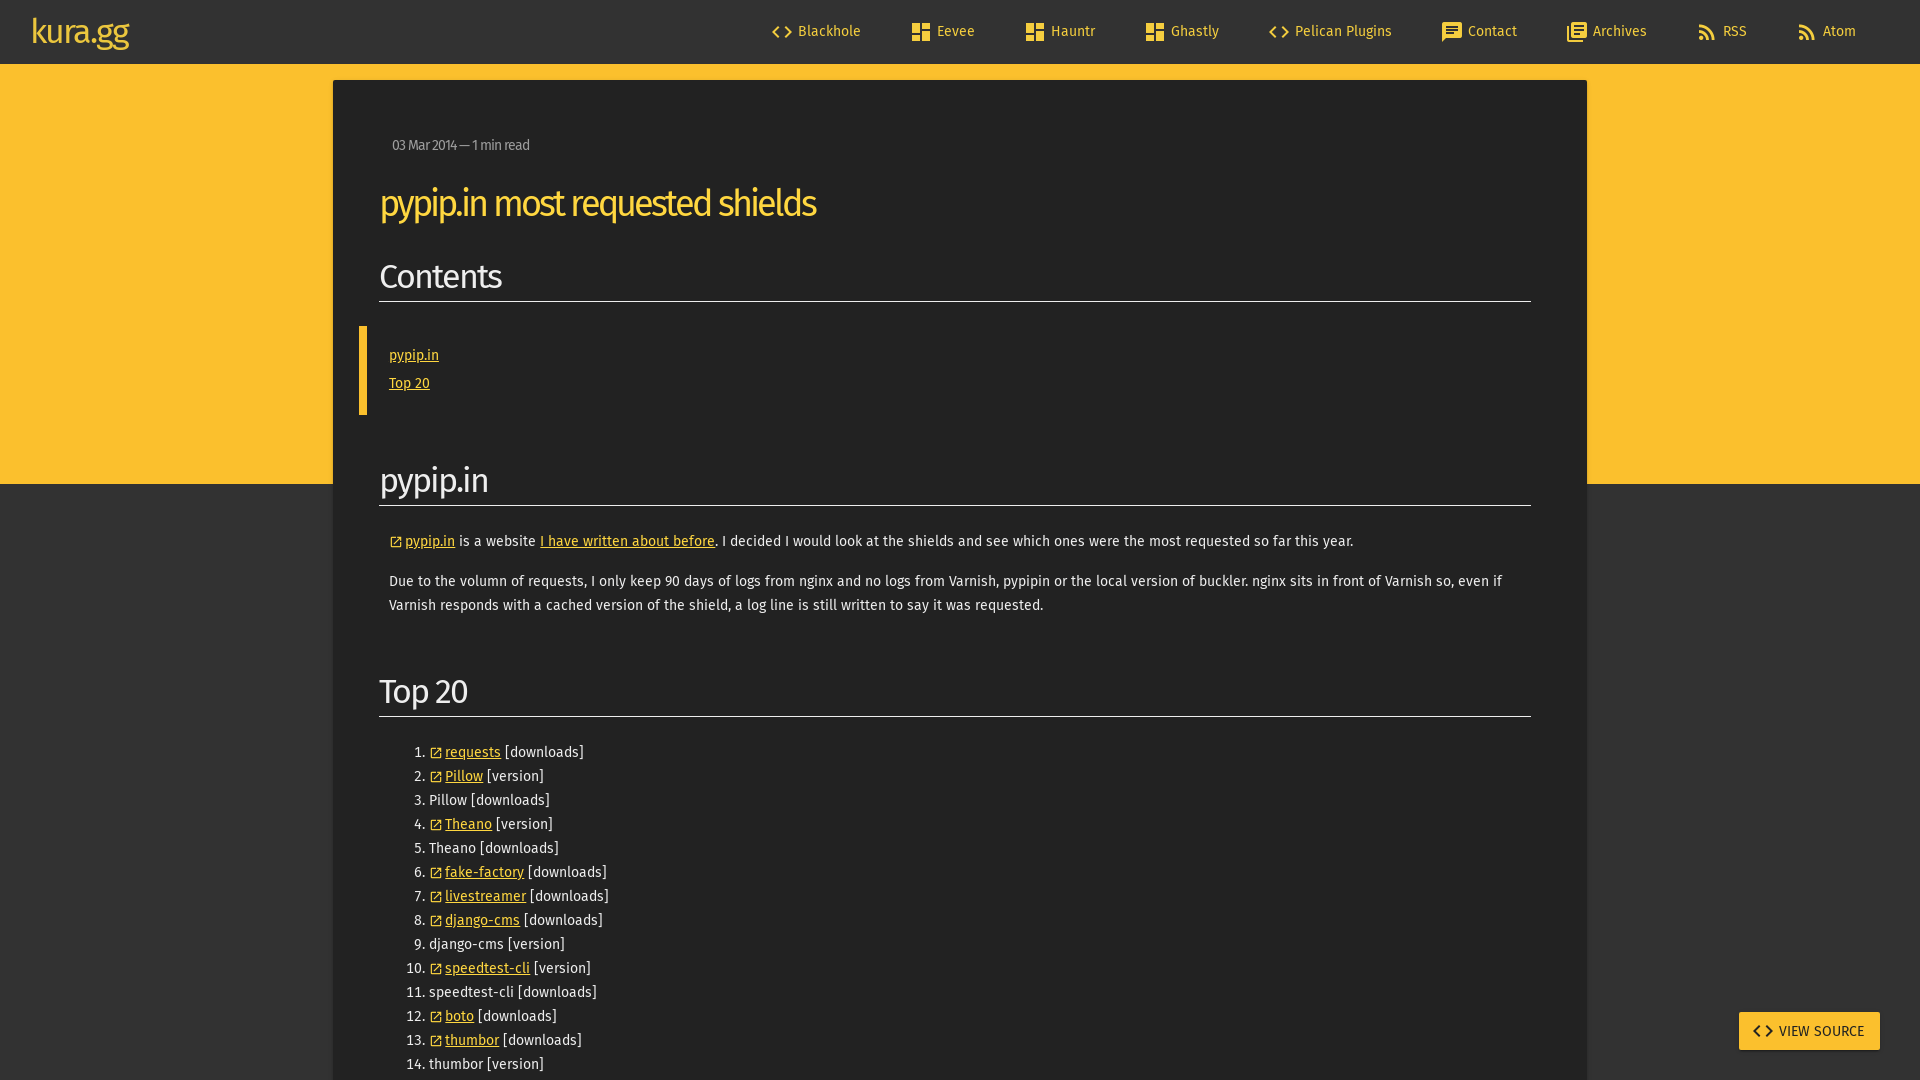 kura.gg
Blackhole
Eevee
Hauntr
Ghastly
Pelican Plugins
Contact
Archives
RSS
Atom
03 Mar 2014 — 1 min read
pypip.in most requested shields
Contents
pypip.in
Top 20
pypip.in
pypip.in is a website I have written about before. I decided I would look at the shields and see which ones were the most requested so far this year.
Due to the volumn of requests, I only keep 90 days of logs from nginx and no logs from Varnish, pypipin or the local version of buckler. nginx sits in front of Varnish so, even if
Varnish responds with a cached version of the shield, a log line is still written to say it was requested.
Top 20
1. requests [downloads]
2. Pillow [version]
3. Pillow [downloads]
4. Theano [version]
5. Theano [downloads]
6. fake-factory [downloads]
7. livestreamer [downloads]
8. django-cms [downloads]
9. django-cms [version]
10. speedtest-cli [version]
11. speedtest-cli [downloads]
12. boto [downloads]
13. thumbor [downloads]
14. thumbor [version]
VIEW SOURCE